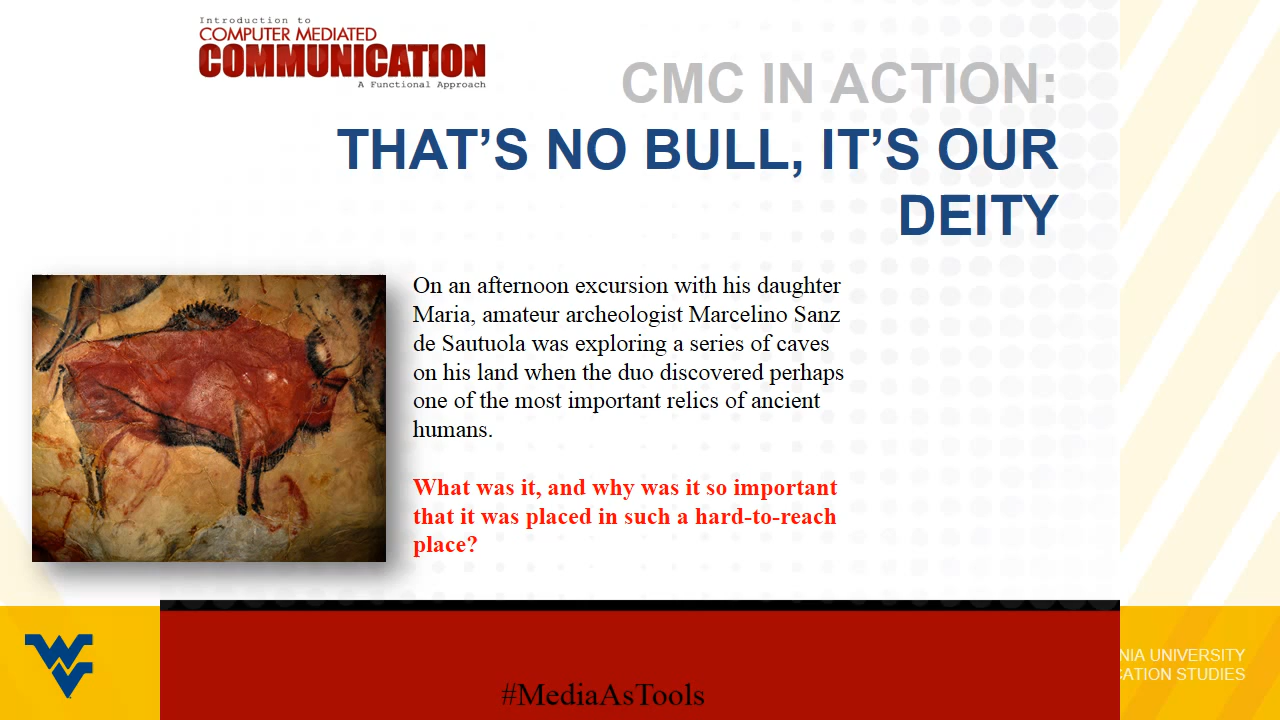 Introduction to
COMPUTER MEDIATED
COMMUNICATION
A Functional Approach
CMC IN ACTION:
THAT’S NO BULL, IT’S OUR
DEITY
On an afternoon excursion with his daughter
Maria, amateur archeologist Marcelino Sanz
de Sautuola was exploring a series of caves
on his land when the duo discovered perhaps
one of the most important relics of ancient
humans.
What was it, and why was it so important
that it was placed in such a hard-to-reach
place?
WV
NIA UNIVERSITY
CATION STUDIES
#MediaAsTools